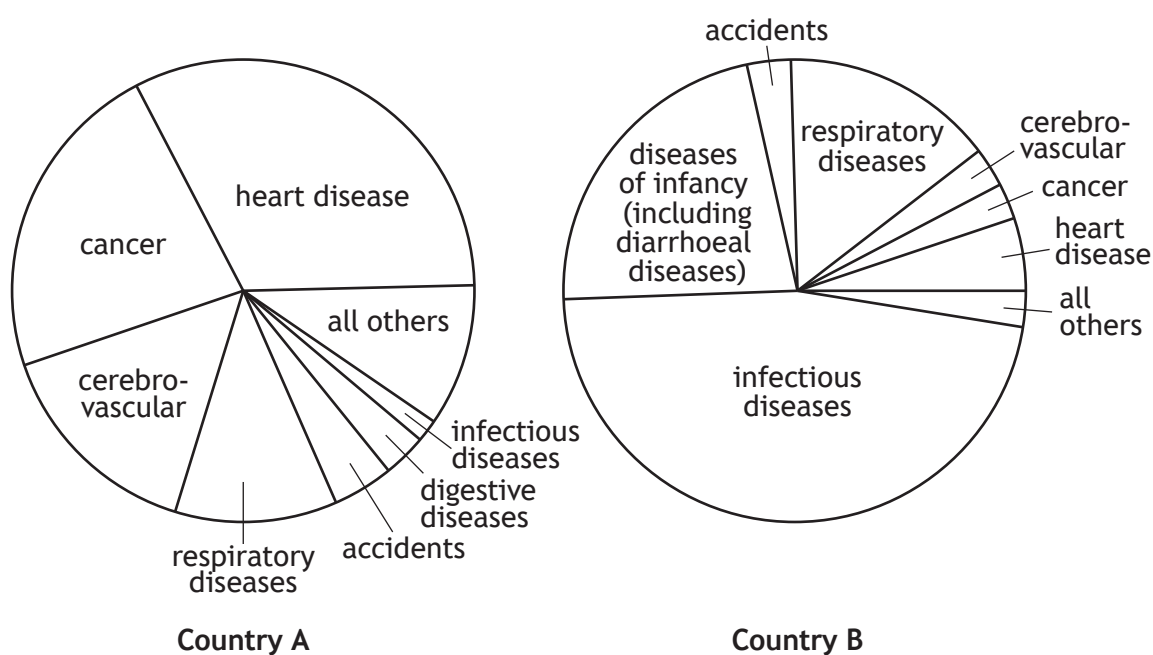 heart disease
cancer
cerebro-
vascular
all others
infectious
diseases
digestive
diseases
accidents
respiratory
diseases
Country A
accidents
respiratory
diseases
cerebro-
vascular
cancer
heart
disease
all
others
diseases
of infancy
(including
diarrhoeal
diseases)
infectious
diseases
Country B